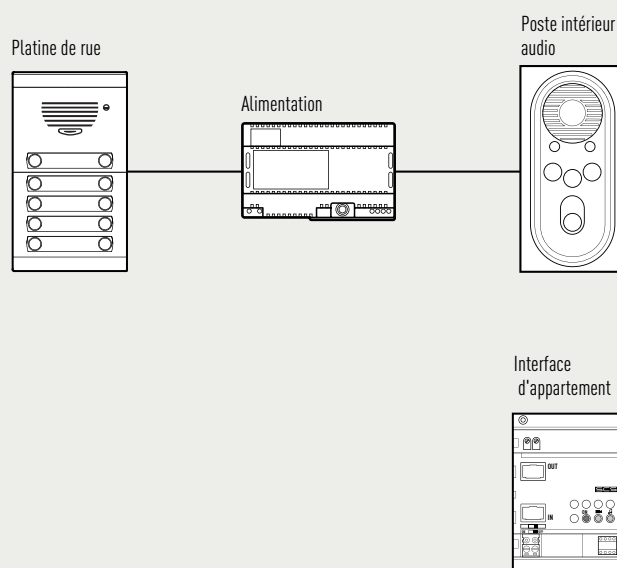 Platine de rue
Alimentation
Poste intérieur
audio
Interface
d'appartement
OUT
IN